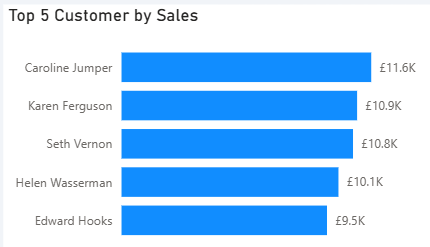 Top 5 Customer by Sales
Caroline Jumper £11.6K
Karen Ferguson £10.9K
Seth Vernon £10.8K
Helen Wasserman £10.1K
Edward Hooks £9.5K